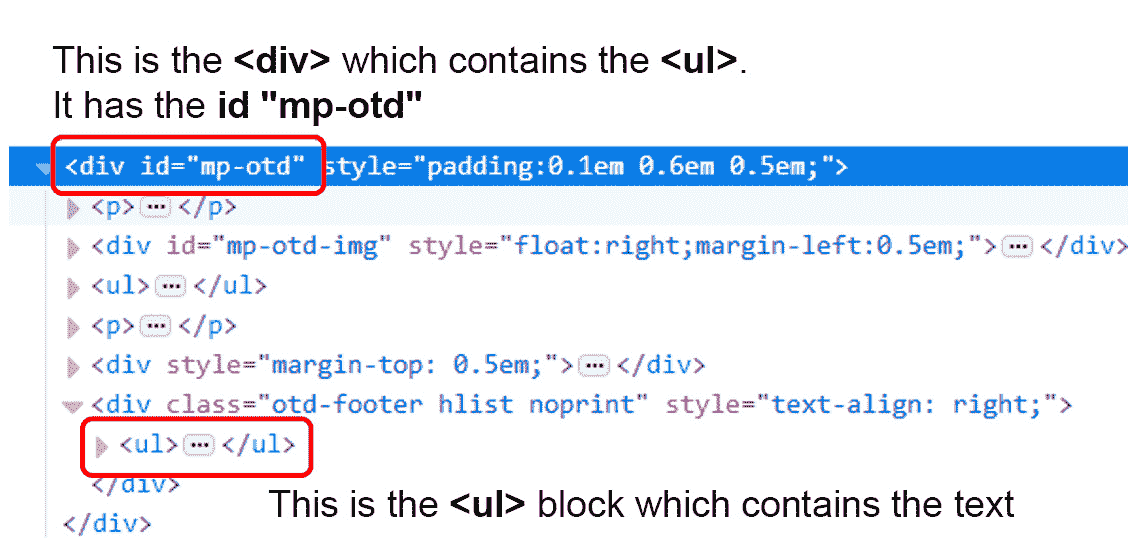 This is the <div> which contains the <ul>.
It has the id "mp-otd"
<div id="mp-otd" style="padding:0.1em 0.6em 0.5em;">
<p>…</p>
<div id="mp-otd-img" style="float:right;margin-left:0.5em;">…</div>
<ul>…</ul>
<p>…</p>
<div style="margin-top: 0.5em;">…</div>
<div class="otd-footer hlist noprint" style="text-align: right;">
<ul>…</ul>
</div>
This is the <ul> block which contains the text
</div>